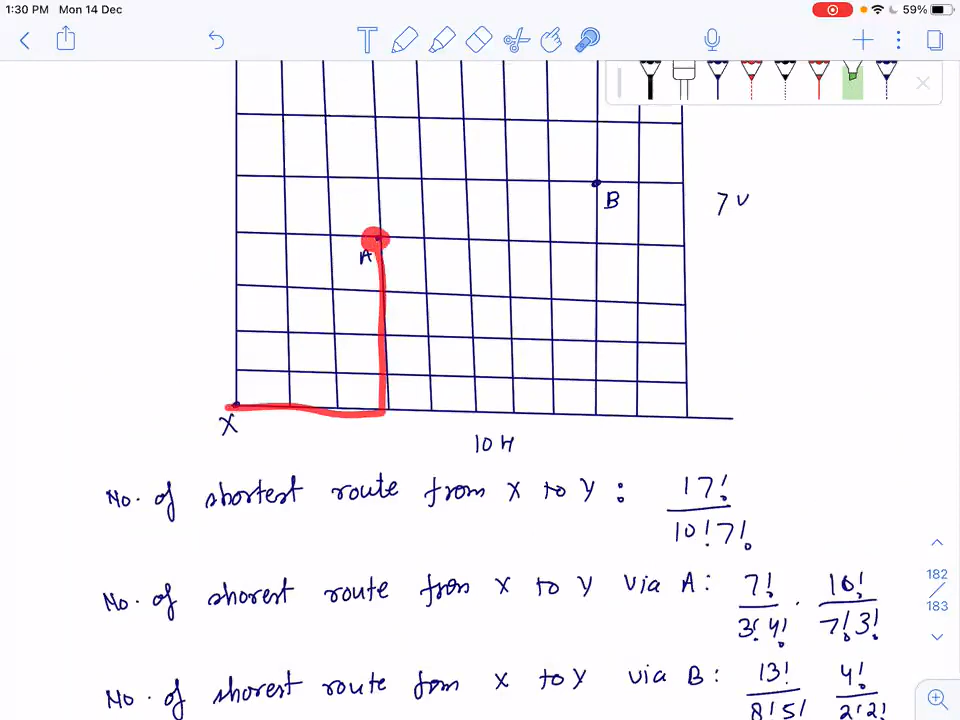 1:30 PM Mon 14 Dec 59%
B
7 V
A
X
10 H
No. of shortest route from X to Y : 17! / 10! 7!
No. of shorest route from X to Y via A: 7! / 3! 4! . 10! / 7! 3!
No. of shorest route fom X to Y via B: 13! / 8! 5! 4! / 2! 2!
182
/
183